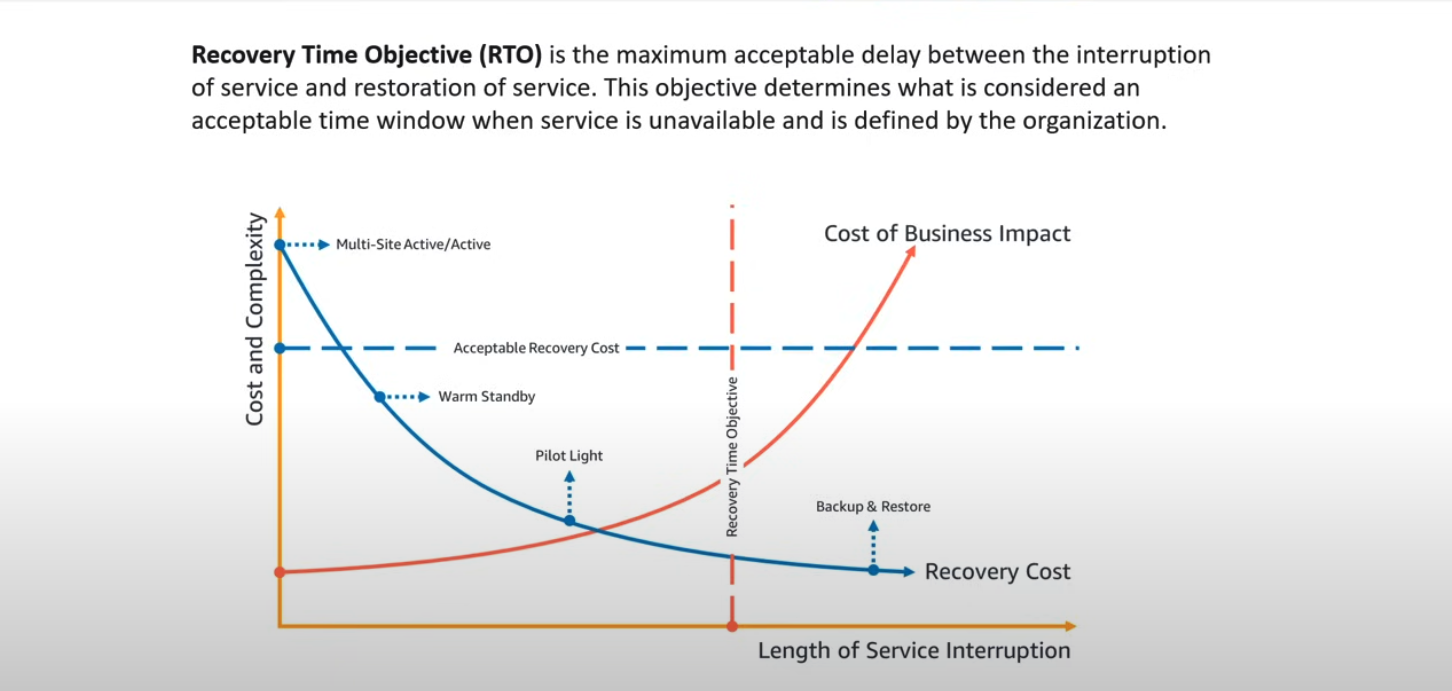 Recovery Time Objective (RTO) is the maximum acceptable delay between the interruption
of service and restoration of service. This objective determines what is considered an
acceptable time window when service is unavailable and is defined by the organization.
Cost and Complexity
Multi-Site Active/Active
Cost of Business Impact
Acceptable Recovery Cost
Warm Standby
Recovery Time Objective
Pilot Light
Backup & Restore
Recovery Cost
Length of Service Interruption